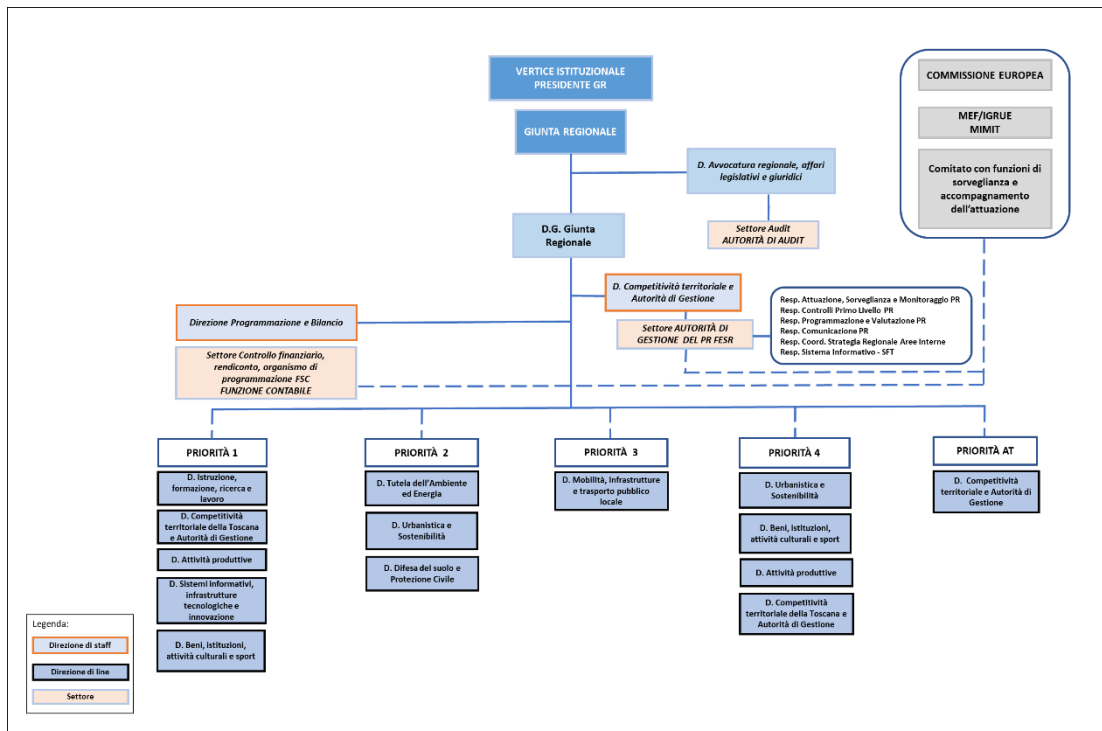 VERTICE ISTITUZIONALE
PRESIDENTE GR
COMMISSIONE EUROPEA
MEF/IGRUE
MIMIT
Comitato con funzioni di
sorveglianza e
accompagnamento
dell'attuazione
GIUNTA REGIONALE
D. Avvocatura regionale, affari
legislativi e giuridici
Settore Audit
AUTORITÀ DI AUDIT
D.G. Giunta
Regionale
D. Competitività territoriale e
Autorità di Gestione
Settore AUTORITÀ DI
GESTIONE DEL PR FESR
Resp. Attuazione, Sorveglianza e Monitoraggio PR
Resp. Controlli Primo Livello PR
Resp. Programmazione e Valutazione PR
Resp. Comunicazione PR
Resp. Coord. Strategia Regionale Aree Interne
Resp. Sistema Informativo - SFT
Direzione Programmazione e Bilancio
Settore Controllo finanziario,
rendiconto, organismo di
programmazione FSC
FUNZIONE CONTABILE
PRIORITÀ 1
D. Istruzione,
formazione, ricerca e
lavoro
D. Competitività
territoriale della Toscana
e Autorità di Gestione
D. Attività produttive
D. Sistemi informativi,
infrastrutture
tecnologiche e
innovazione
D. Beni, istituzioni,
attività culturali e sport
PRIORITÀ 2
D. Tutela dell'Ambiente
ed Energia
D. Urbanistica e
Sostenibilità
D. Difesa del suolo e
Protezione Civile
PRIORITÀ 3
D. Mobilità, infrastrutture
e trasporto pubblico
locale
PRIORITÀ 4
D. Urbanistica e
Sostenibilità
D. Beni, istituzioni,
attività culturali e sport
D. Attività produttive
D. Competitività
territoriale della Toscana e
Autorità di Gestione
PRIORITÀ AT
D. Competitività
territoriale e Autorità di
Gestione
Legenda:
Direzione di staff
Direzione di line
Settore